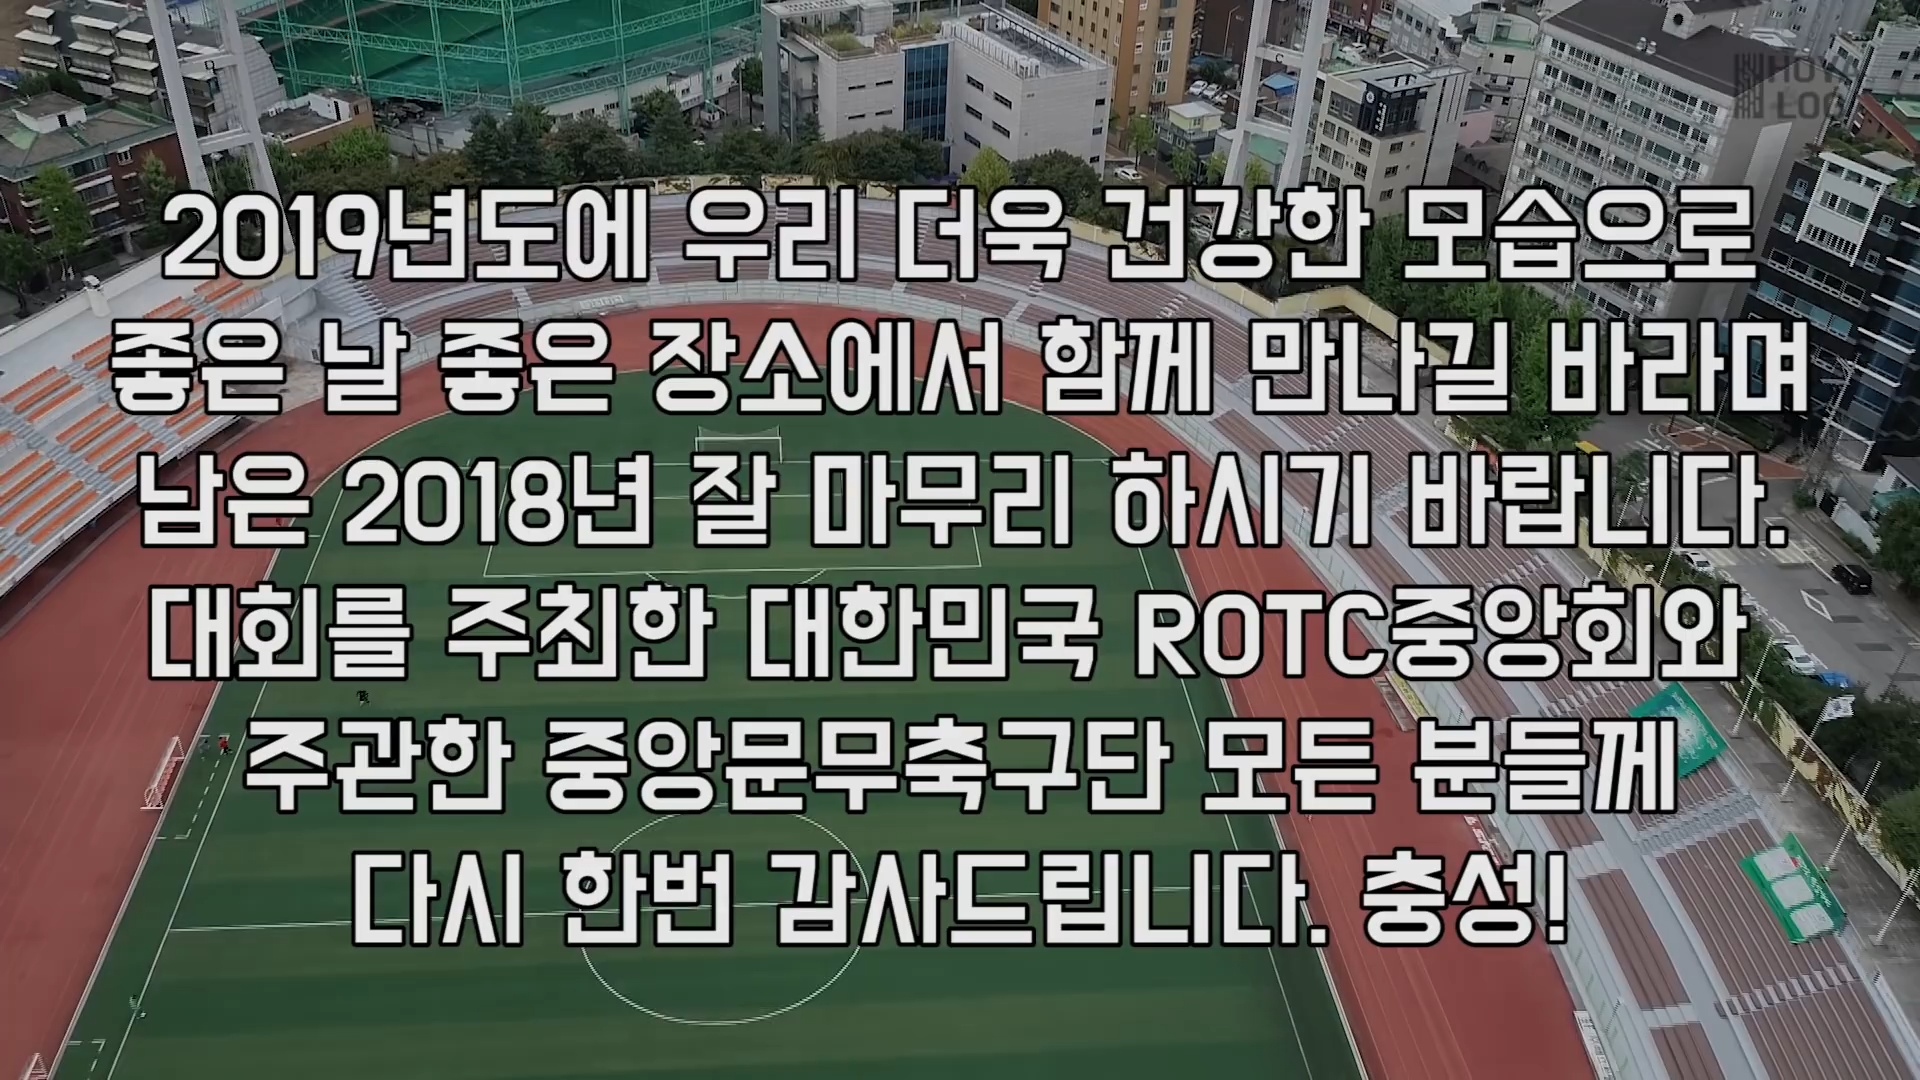 HOYA
LOG
2019년도에 우리 더욱 건강한 모습으로
좋은 날 좋은 장소에서 함께 만나길 바라며
남은 2018년 잘 마무리 하시기 바랍니다.
대회를 주최한 대한민국 ROTC중앙회와
주관한 중앙문무축구단 모든 분들께
다시 한번 감사드립니다. 충성!